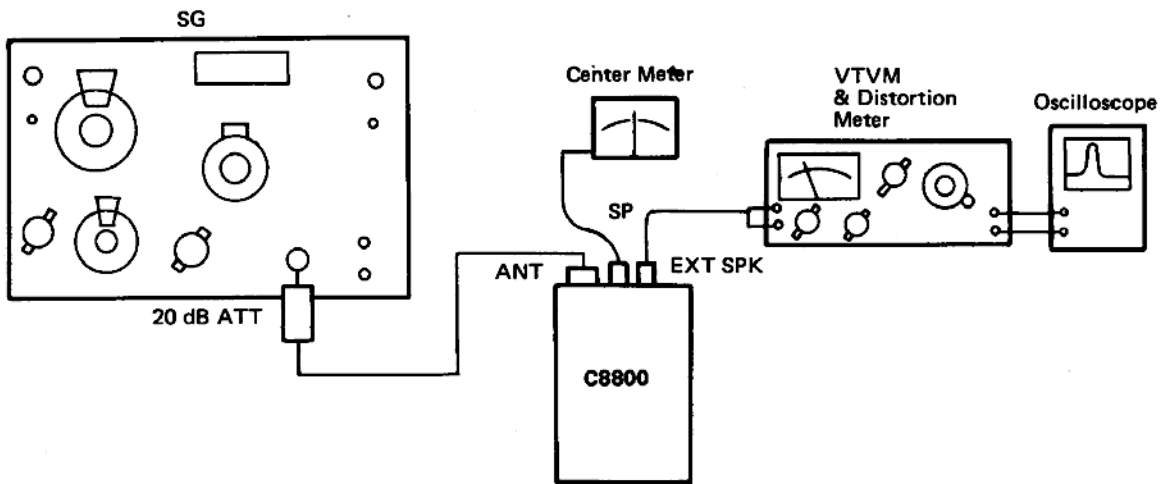 SG
Center Meter
VTVM
& Distortion
Meter
Oscilloscope
SP
ANT
EXT SPK
20 dB ATT
C8800